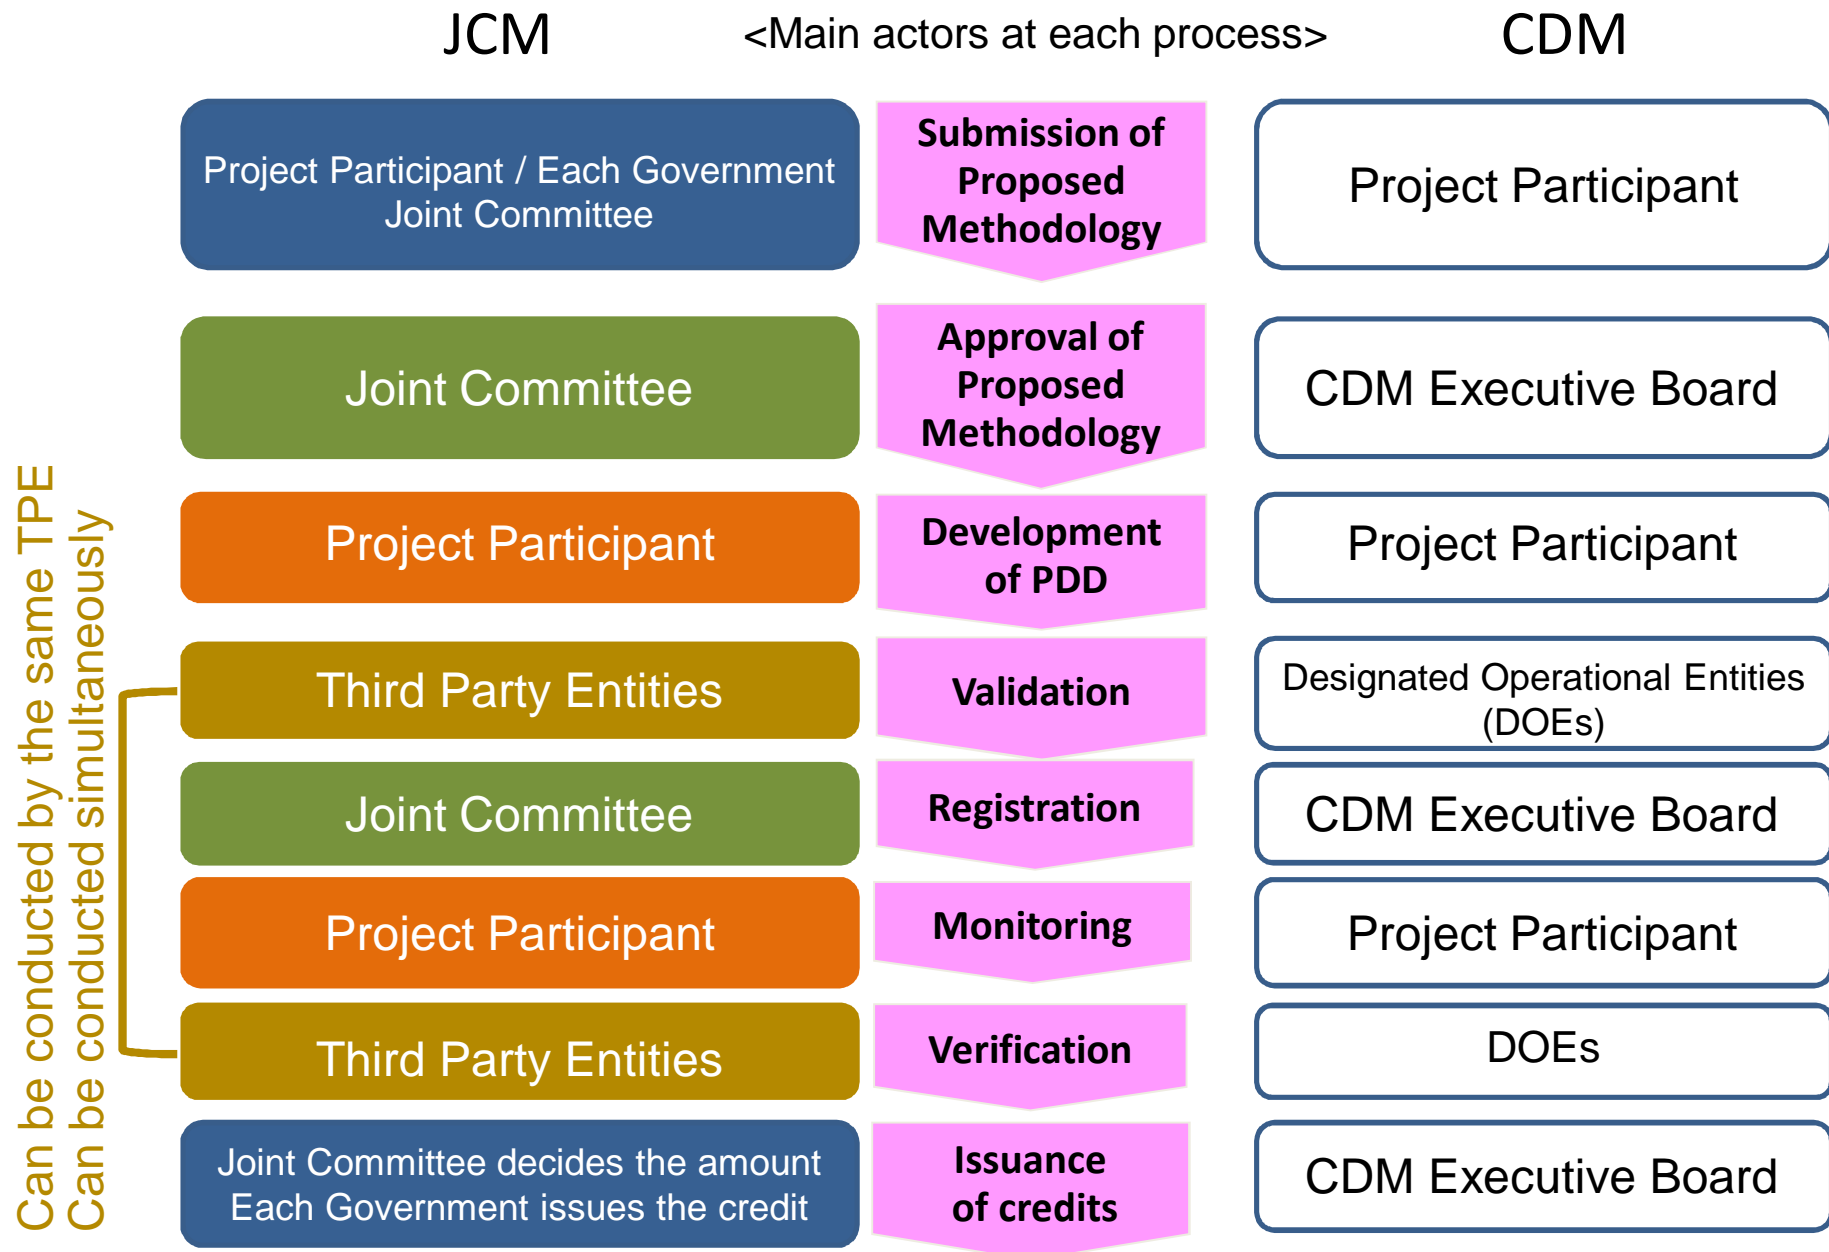 JCM
<Main actors at each process>
CDM
Project Participant / Each Government
Joint Committee
Submission of
Proposed
Methodology
Project Participant
Joint Committee
Approval of
Proposed
Methodology
CDM Executive Board
Project Participant
Development
of PDD
Project Participant
Third Party Entities
Validation
Designated Operational Entities
(DOEs)
Joint Committee
Registration
CDM Executive Board
Project Participant
Monitoring
Project Participant
Third Party Entities
Verification
DOEs
Joint Committee decides the amount
Each Government issues the credit
Issuance
of credits
CDM Executive Board
Can be conducted by the same TPE
Can be conducted simultaneously